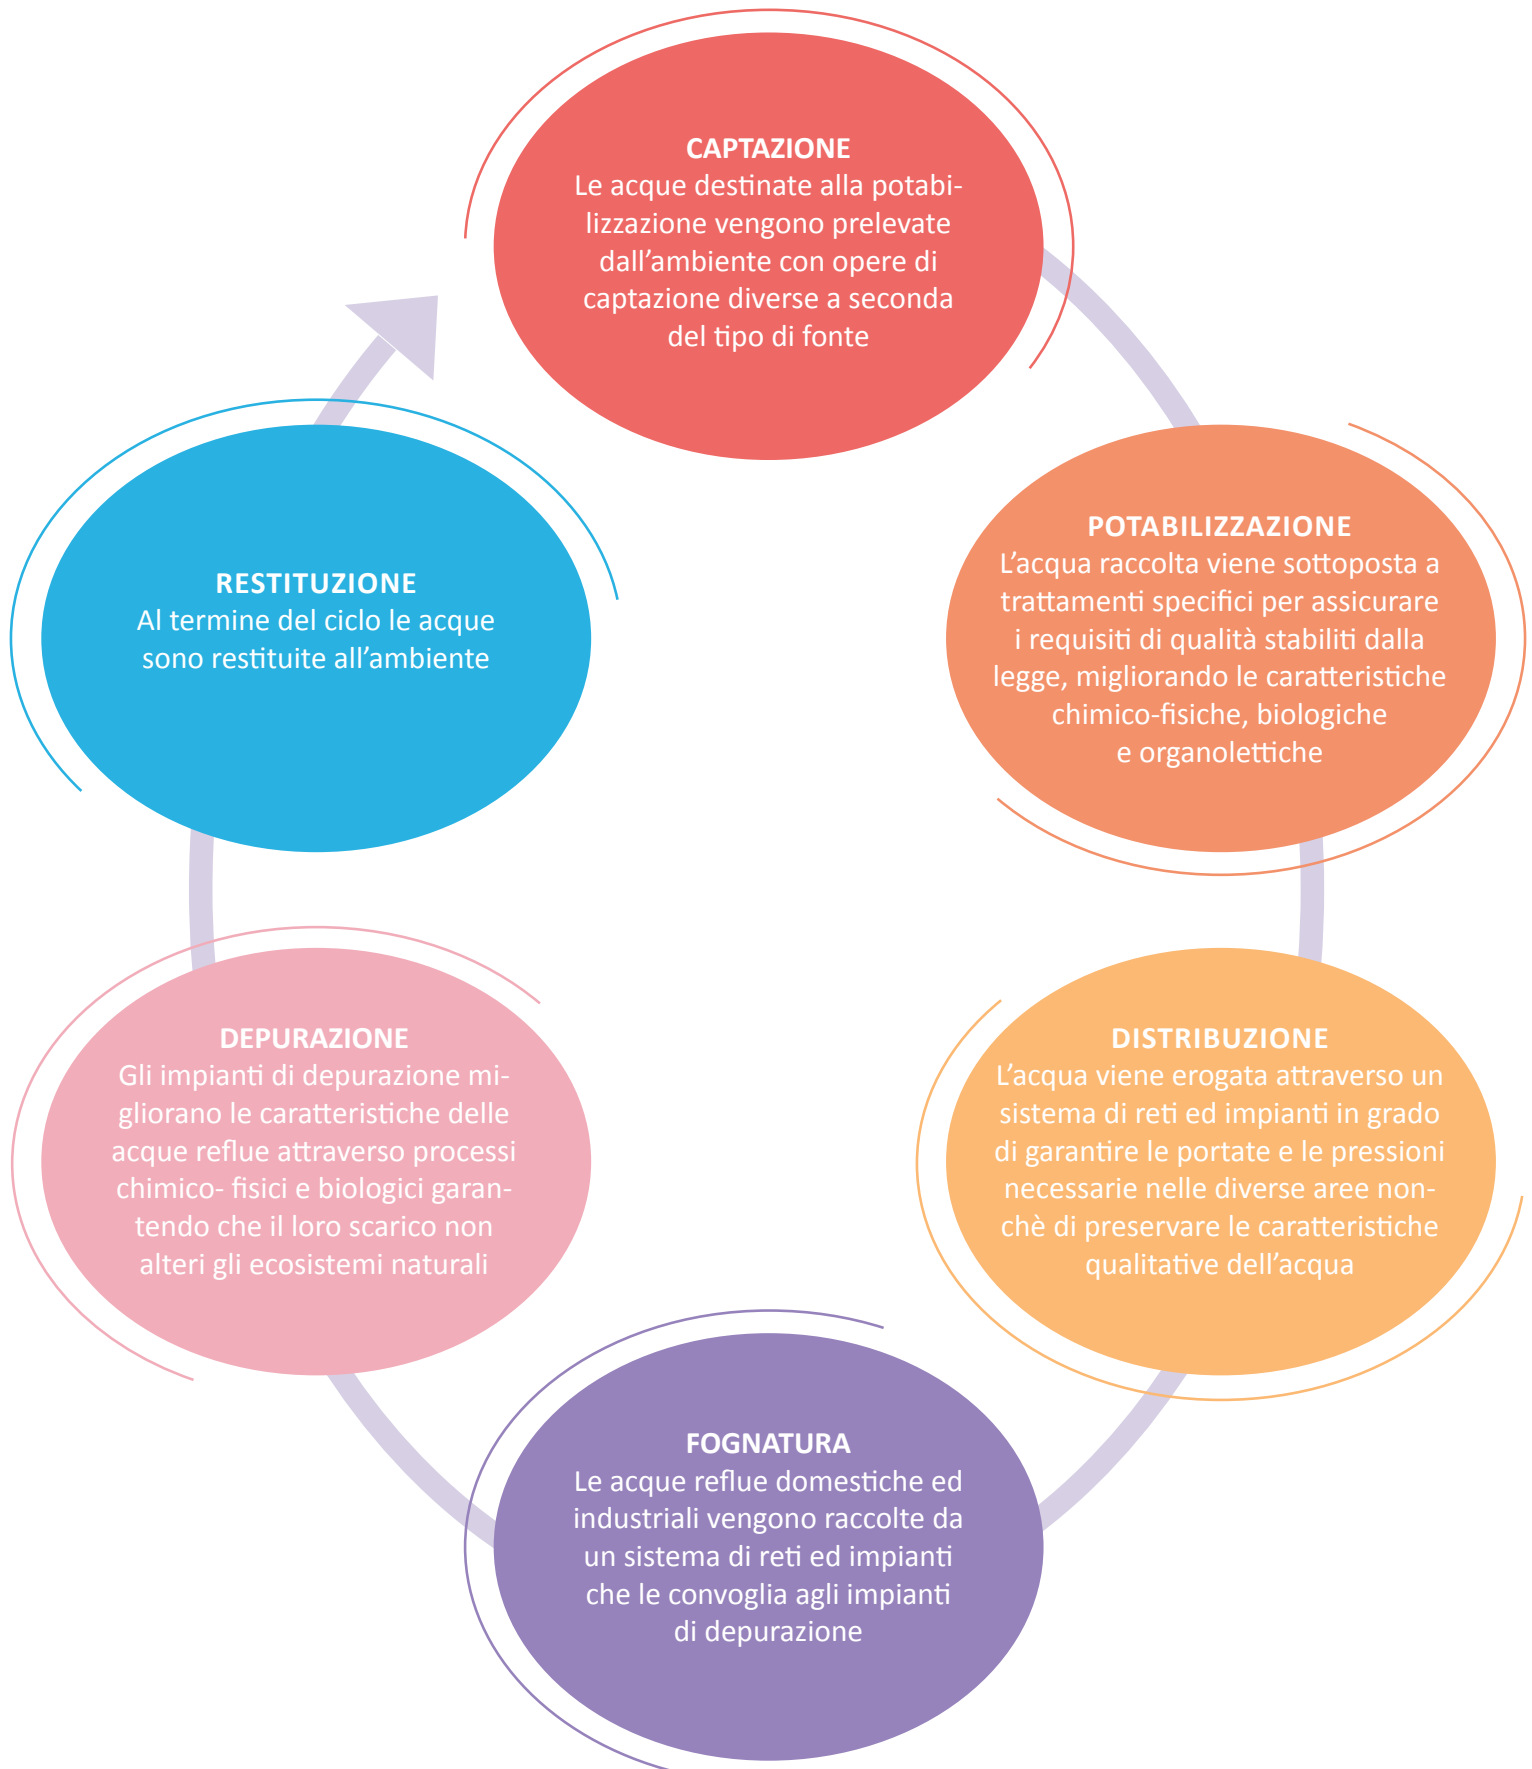 CAPTAZIONE
Le acque destinate alla potabi-
lizzazione vengono prelevate
dall’ambiente con opere di
captazione diverse a seconda
del tipo di fonte
POTABILIZZAZIONE
L’acqua raccolta viene sottoposta a
trattamenti specifici per assicurare
i requisiti di qualità stabiliti dalla
legge, migliorando le caratteristiche
chimico-fisiche, biologiche
e organolettiche
DISTRIBUZIONE
L’acqua viene erogata attraverso un
sistema di reti ed impianti in grado
di garantire le portate e le pressioni
necessarie nelle diverse aree non-
chè di preservare le caratteristiche
qualitative dell’acqua
FOGNATURA
Le acque reflue domestiche ed
industriali vengono raccolte da
un sistema di reti ed impianti
che le convoglia agli impianti
di depurazione
DEPURAZIONE
Gli impianti di depurazione mi-
gliorano le caratteristiche delle
acque reflue attraverso processi
chimico- fisici e biologici garan-
tendo che il loro scarico non
alteri gli ecosistemi naturali
RESTITUZIONE
Al termine del ciclo le acque
sono restituite all’ambiente